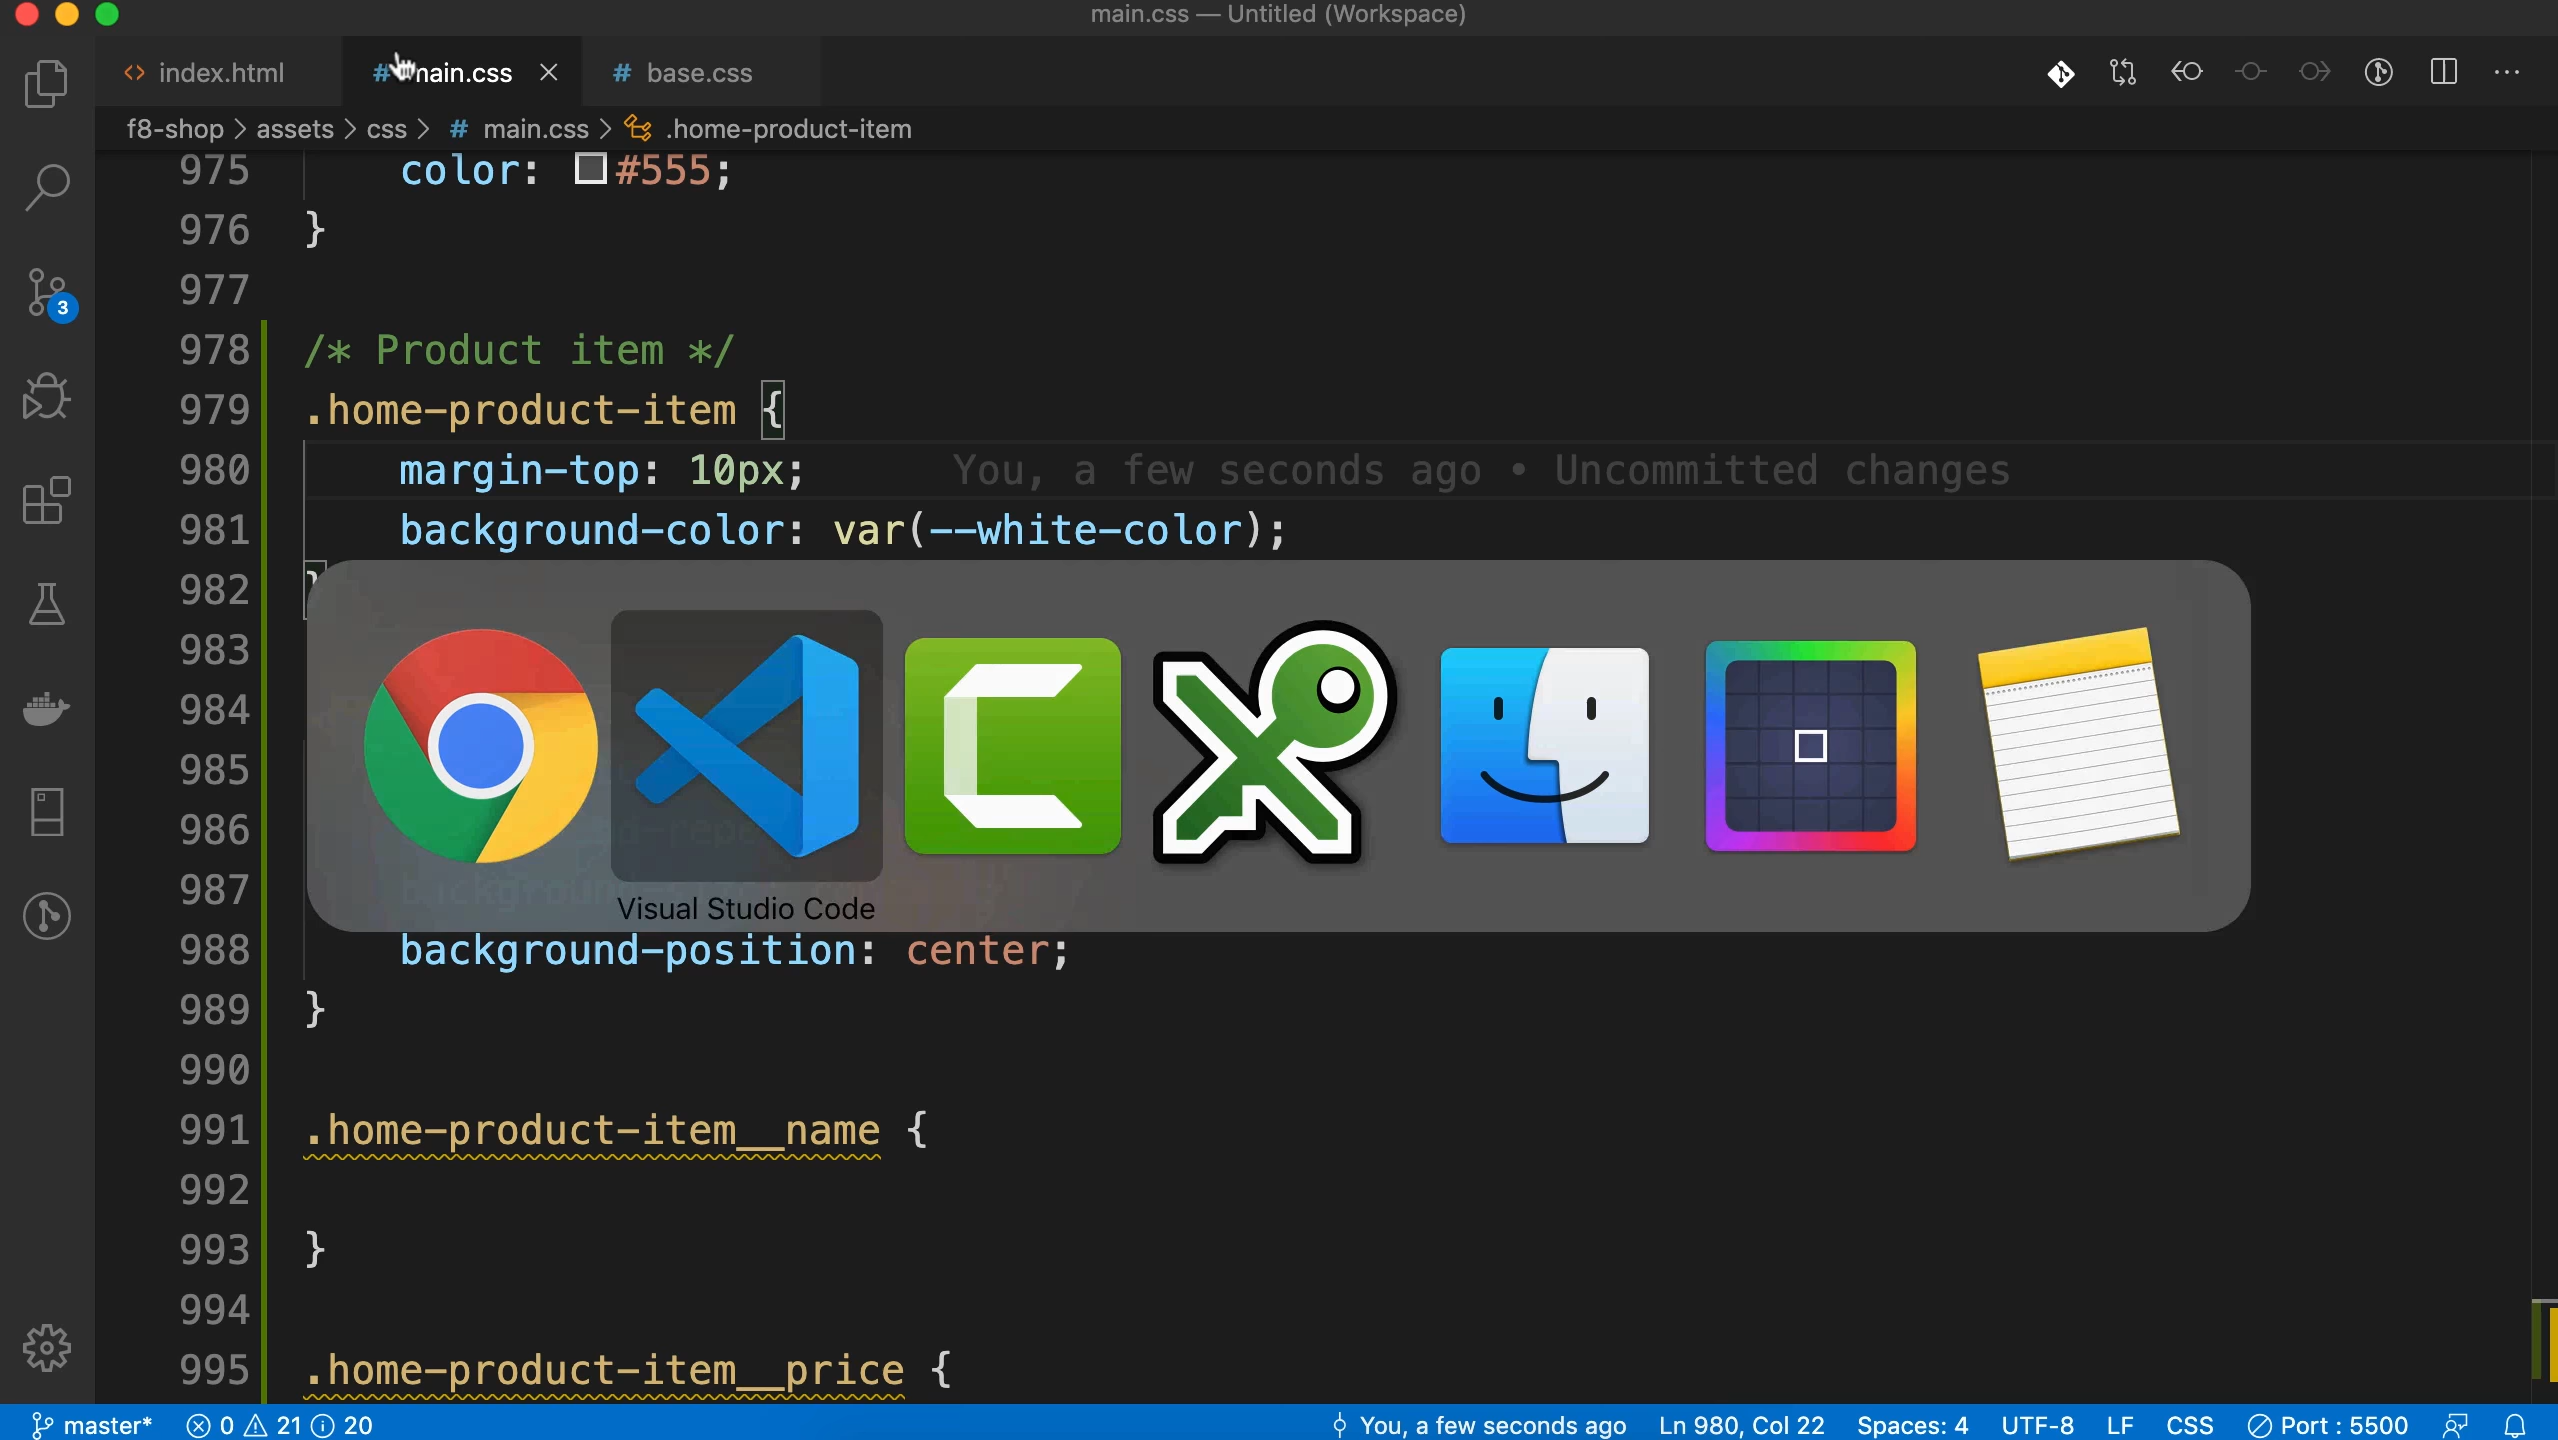 main.css — Untitled (Workspace)
index.html
main.css
base.css
f8-shop > assets > css > # main.css > .home-product-item
975 color: #555;
976 }
977
978 /* Product item */
979 .home-product-item {
980 margin-top: 10px; You, a few seconds ago • Uncommitted changes
981 background-color: var(--white-color);
982 }
983
984
985
986
987
Visual Studio Code
988 background-position: center;
989 }
990
991 .home-product-item__name {
992
993 }
994
995 .home-product-item__price {
3
master* 0 21 20 You, a few seconds ago Ln 980, Col 22 Spaces: 4 UTF-8 LF CSS Port : 5500